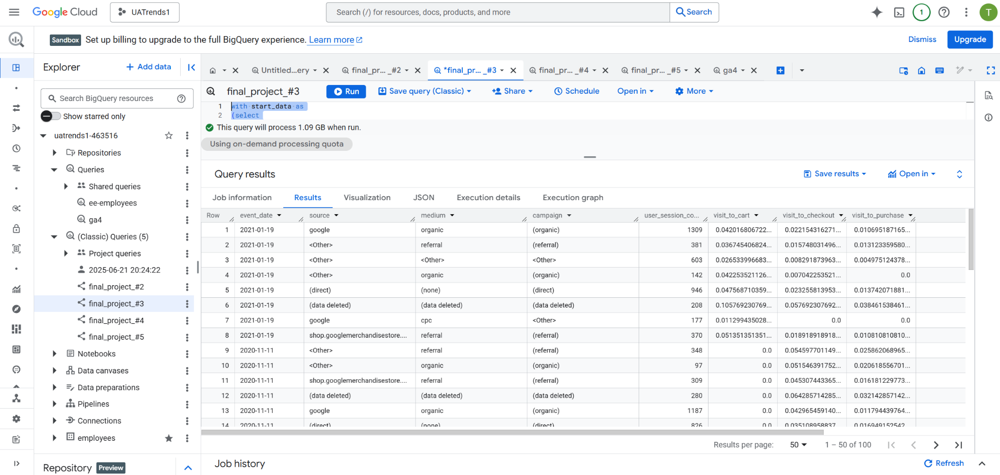 Google Cloud
UATrends1
Search (/) for resources, docs, products, and more
Search
1
T
Sandbox Set up billing to upgrade to the full BigQuery experience. Learn more
Dismiss
Upgrade
Explorer
+ Add data
Untitled...ery
final_pr... _#2
*final_pr... _#3
final_pr... _#4
final_pr... _#5
ga4
Search BigQuery resources
Show starred only
uatrends1-463516
Repositories
Queries
Shared queries
ee-employees
ga4
(Classic) Queries (5)
Project queries
2025-06-21 20:24:22
final_project_#2
final_project_#3
final_project_#4
final_project_#5
Notebooks
Data canvases
Data preparations
Pipelines
Connections
employees
Repository Preview
final_project_#3
Run
Save query (Classic)
Share
Schedule
Open in
More
1 with start_data as
2 (select
This query will process 1.09 GB when run.
Using on-demand processing quota
Query results
Save results
Open in
Job information Results Visualization JSON Execution details Execution graph
Row event_date source medium campaign user_session_co... visit_to_cart visit_to_checkout visit_to_purchase
1 2021-01-19 google organic (organic) 1309 0.042016806722... 0.022154316271... 0.010695187165...
2 2021-01-19 <Other> referral (referral) 381 0.036745406824... 0.015748031496... 0.013123359580...
3 2021-01-19 <Other> <Other> <Other> 603 0.026533996683... 0.008291873963... 0.004975124378...
4 2021-01-19 <Other> organic (organic) 142 0.042253521126... 0.007042253521... 0.0
5 2021-01-19 (direct) (none) (direct) 946 0.047568710359... 0.023255813953... 0.013742071881...
6 2021-01-19 (data deleted) (data deleted) (data deleted) 208 0.105769230769... 0.057692307692... 0.038461538461...
7 2021-01-19 google cpc <Other> 177 0.011299435028... 0.0 0.0
8 2021-01-19 shop.googlemerchandisestore.... referral (referral) 370 0.051351351351... 0.018918918918... 0.010810810810...
9 2020-11-11 <Other> referral (referral) 348 0.0 0.054597701149... 0.025862068965...
10 2020-11-11 <Other> organic (organic) 97 0.0 0.051546391752... 0.020618556701...
11 2020-11-11 shop.googlemerchandisestore.... referral (referral) 309 0.0 0.045307443365... 0.016181229773...
12 2020-11-11 (data deleted) (data deleted) (data deleted) 280 0.0 0.064285714285... 0.032142857142...
13 2020-11-11 google organic (organic) 1187 0.0 0.042965459140... 0.011794439764...
14 2020-11-11 (direct) (none) (direct) 826 0.0 0.035108958837... 0.016949152542...
Results per page: 50 1 – 50 of 100
Job history
Refresh